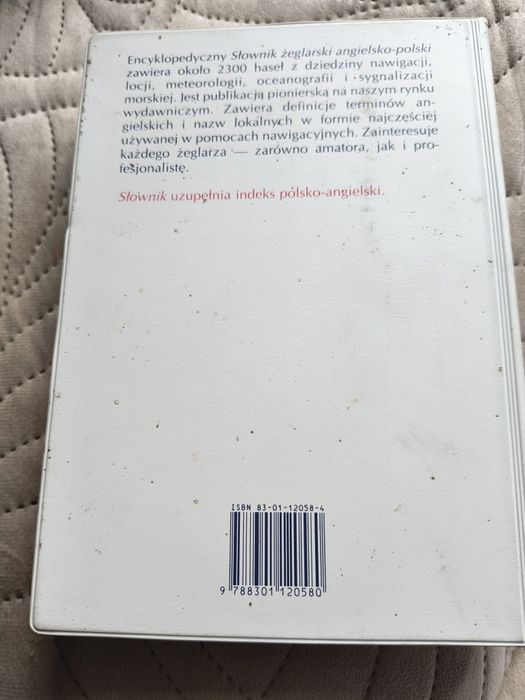 Encyklopedyczny Słownik żeglarski angielsko-polski
zawiera około 2300 haseł z dziedziny nawigacji,
locji, meteorologii, oceanografii i sygnalizacji
morskiej. Jest publikacją pionierską na naszym rynku
wydawniczym. Zawiera definicje terminów an-
gielskich i nazw lokalnych w formie najczęściej
używanej w pomocach nawigacyjnych. Zainteresuje
każdego żeglarza — zarówno amatora, jak i pro-
fesjonalistę.
Słownik uzupełnia indeks polsko-angielski.
ISBN 83-01-12058-4
9 788301 120580